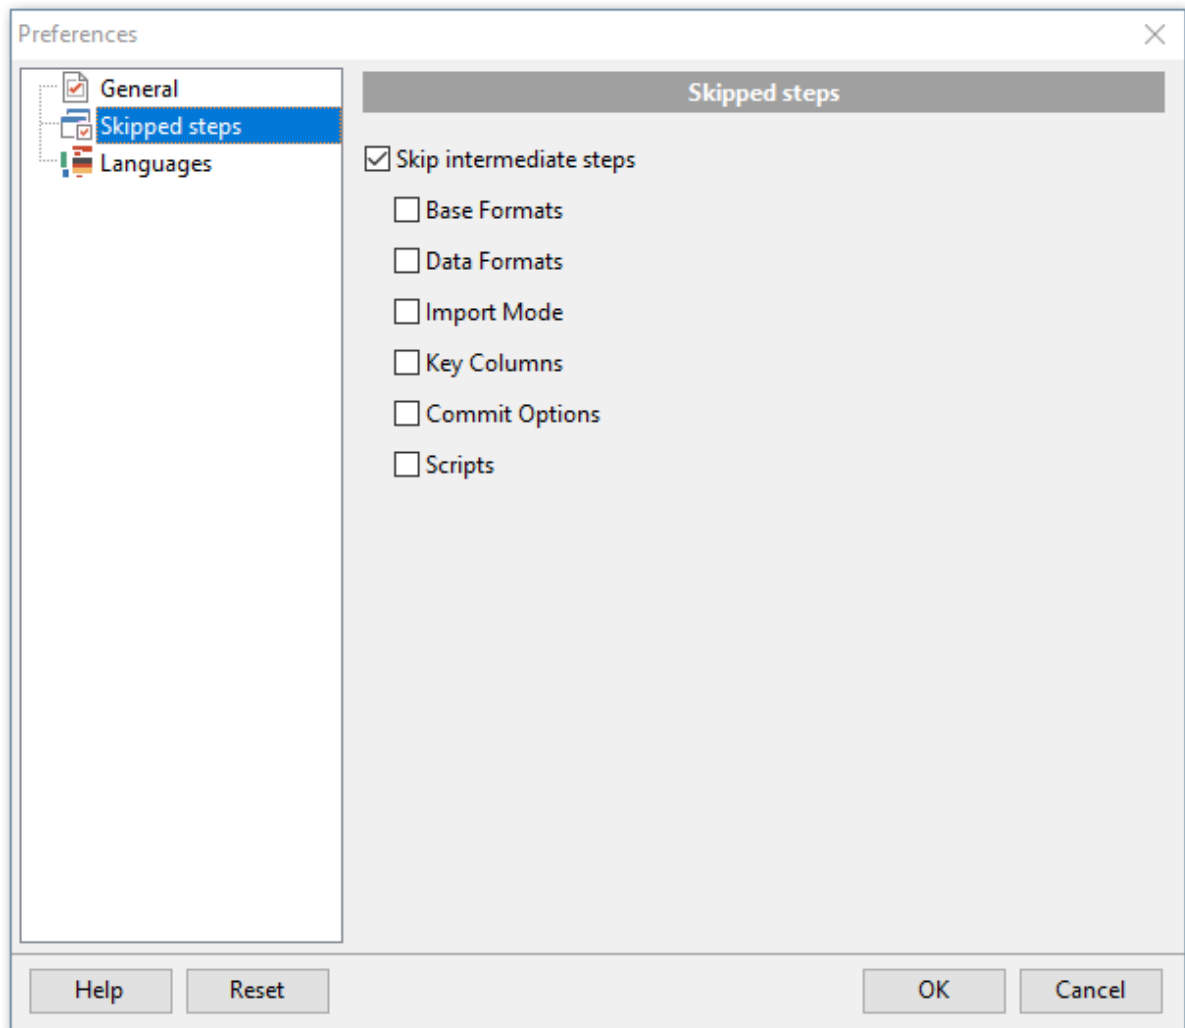 Preferences
General
Skipped steps
Languages
Skipped steps
Skip intermediate steps
Base Formats
Data Formats
Import Mode
Key Columns
Commit Options
Scripts
Help
Reset
OK
Cancel